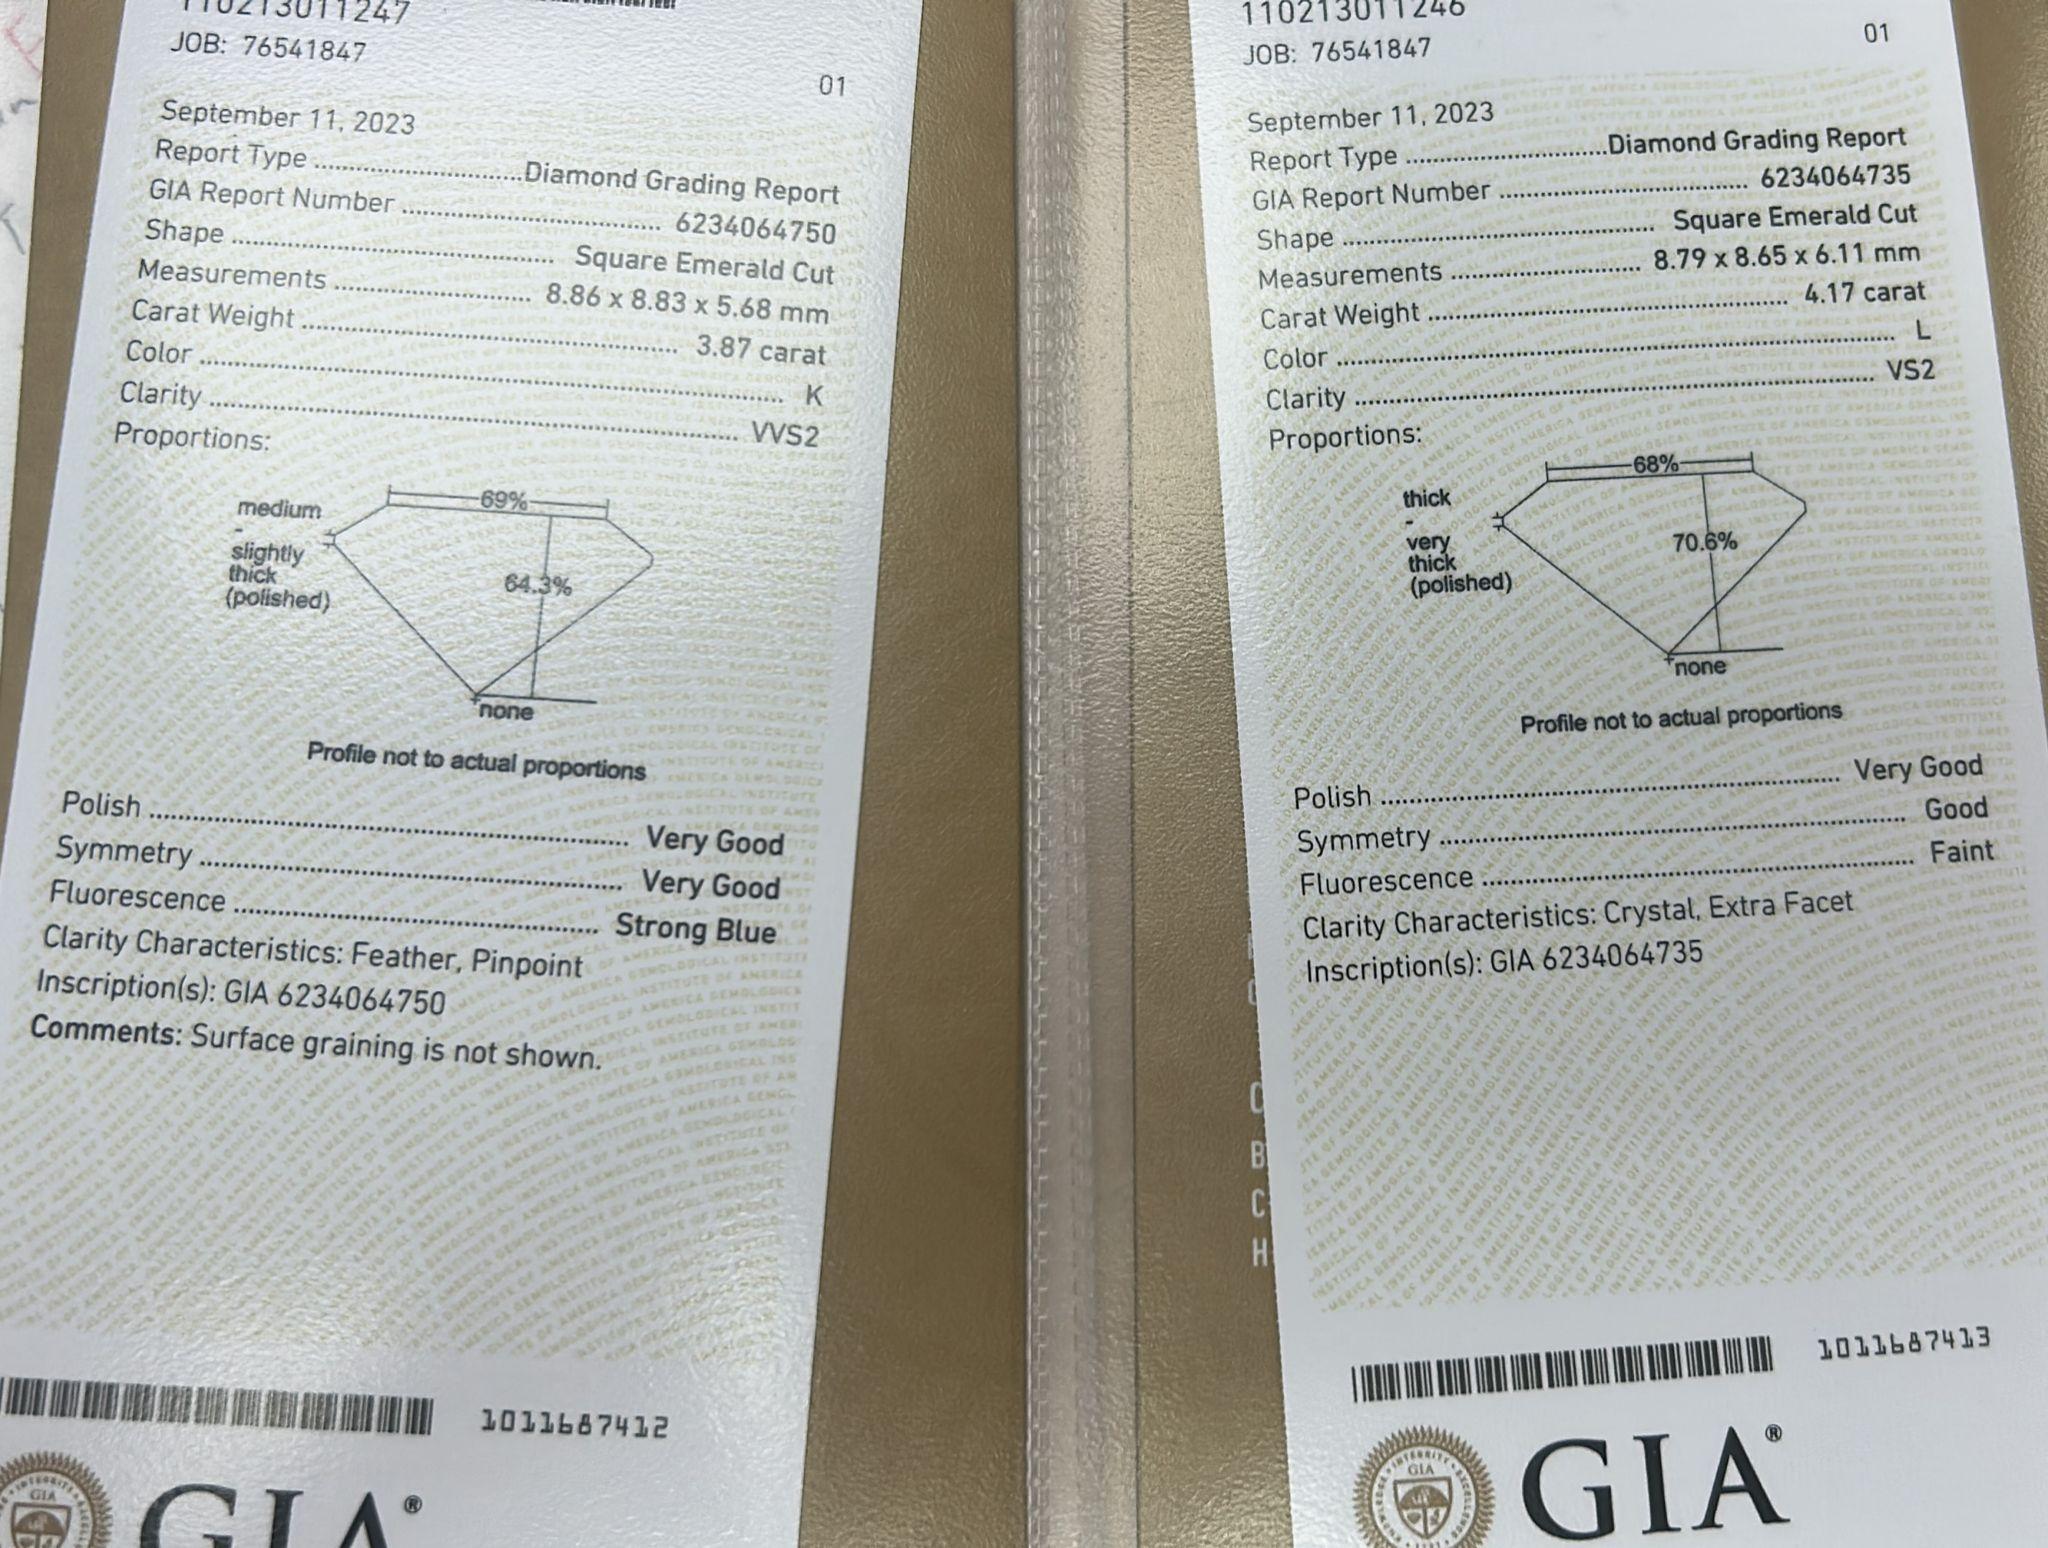 110213011247
JOB: 76541847
01
September 11, 2023
Report Type ........ Diamond Grading Report
GIA Report Number ........ 6234064750
Shape ........ Square Emerald Cut
Measurements ........ 8.86 x 8.83 x 5.68 mm
Carat Weight ........ 3.87 carat
Color ........ K
Clarity ........ VVS2
Proportions:
69%
medium
-
slightly
thick
(polished)
64.3%
none
Profile not to actual proportions
Polish ........ Very Good
Symmetry ........ Very Good
Fluorescence ........ Strong Blue
Clarity Characteristics: Feather, Pinpoint
Inscription(s): GIA 6234064750
Comments: Surface graining is not shown.
1011687412
GIA
GIA®
110213011246
JOB: 76541847
01
September 11, 2023
Report Type ........ Diamond Grading Report
GIA Report Number ........ 6234064735
Shape ........ Square Emerald Cut
Measurements ........ 8.79 x 8.65 x 6.11 mm
Carat Weight ........ 4.17 carat
Color ........ L
Clarity ........ VS2
Proportions:
68%
thick
-
very
thick
(polished)
70.6%
none
Profile not to actual proportions
Polish ........ Very Good
Symmetry ........ Good
Fluorescence ........ Faint
Clarity Characteristics: Crystal, Extra Facet
Inscription(s): GIA 6234064735
1011687413
GIA
GIA®